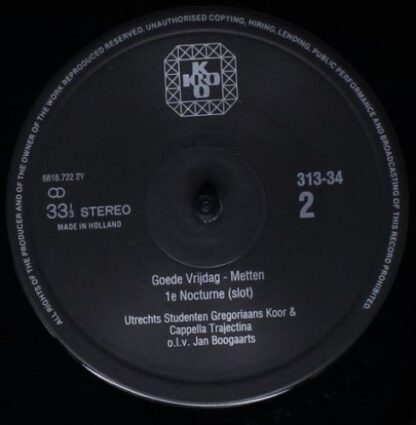 ALL RIGHTS OF THE PRODUCER AND OF THE OWNER OF THE WORK REPRODUCED RESERVED. UNAUTHORISED COPYING, HIRING, LENDING, PUBLIC PERFORMANCE AND BROADCASTING OF THIS RECORD PROHIBITED.
K
KRO
O
6818.722 2Y
33 1/3 STEREO
MADE IN HOLLAND
313-34
2
Goede Vrijdag - Metten
1e Nocturne (slot)
Utrechts Studenten Gregoriaans Koor &
Cappella Trajectina
o.l.v. Jan Boogaarts